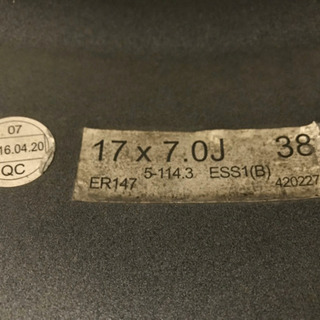 07
16.04.20
QC
17 x 7.0J 38
5-114.3 ESS1(B)
ER147 420227